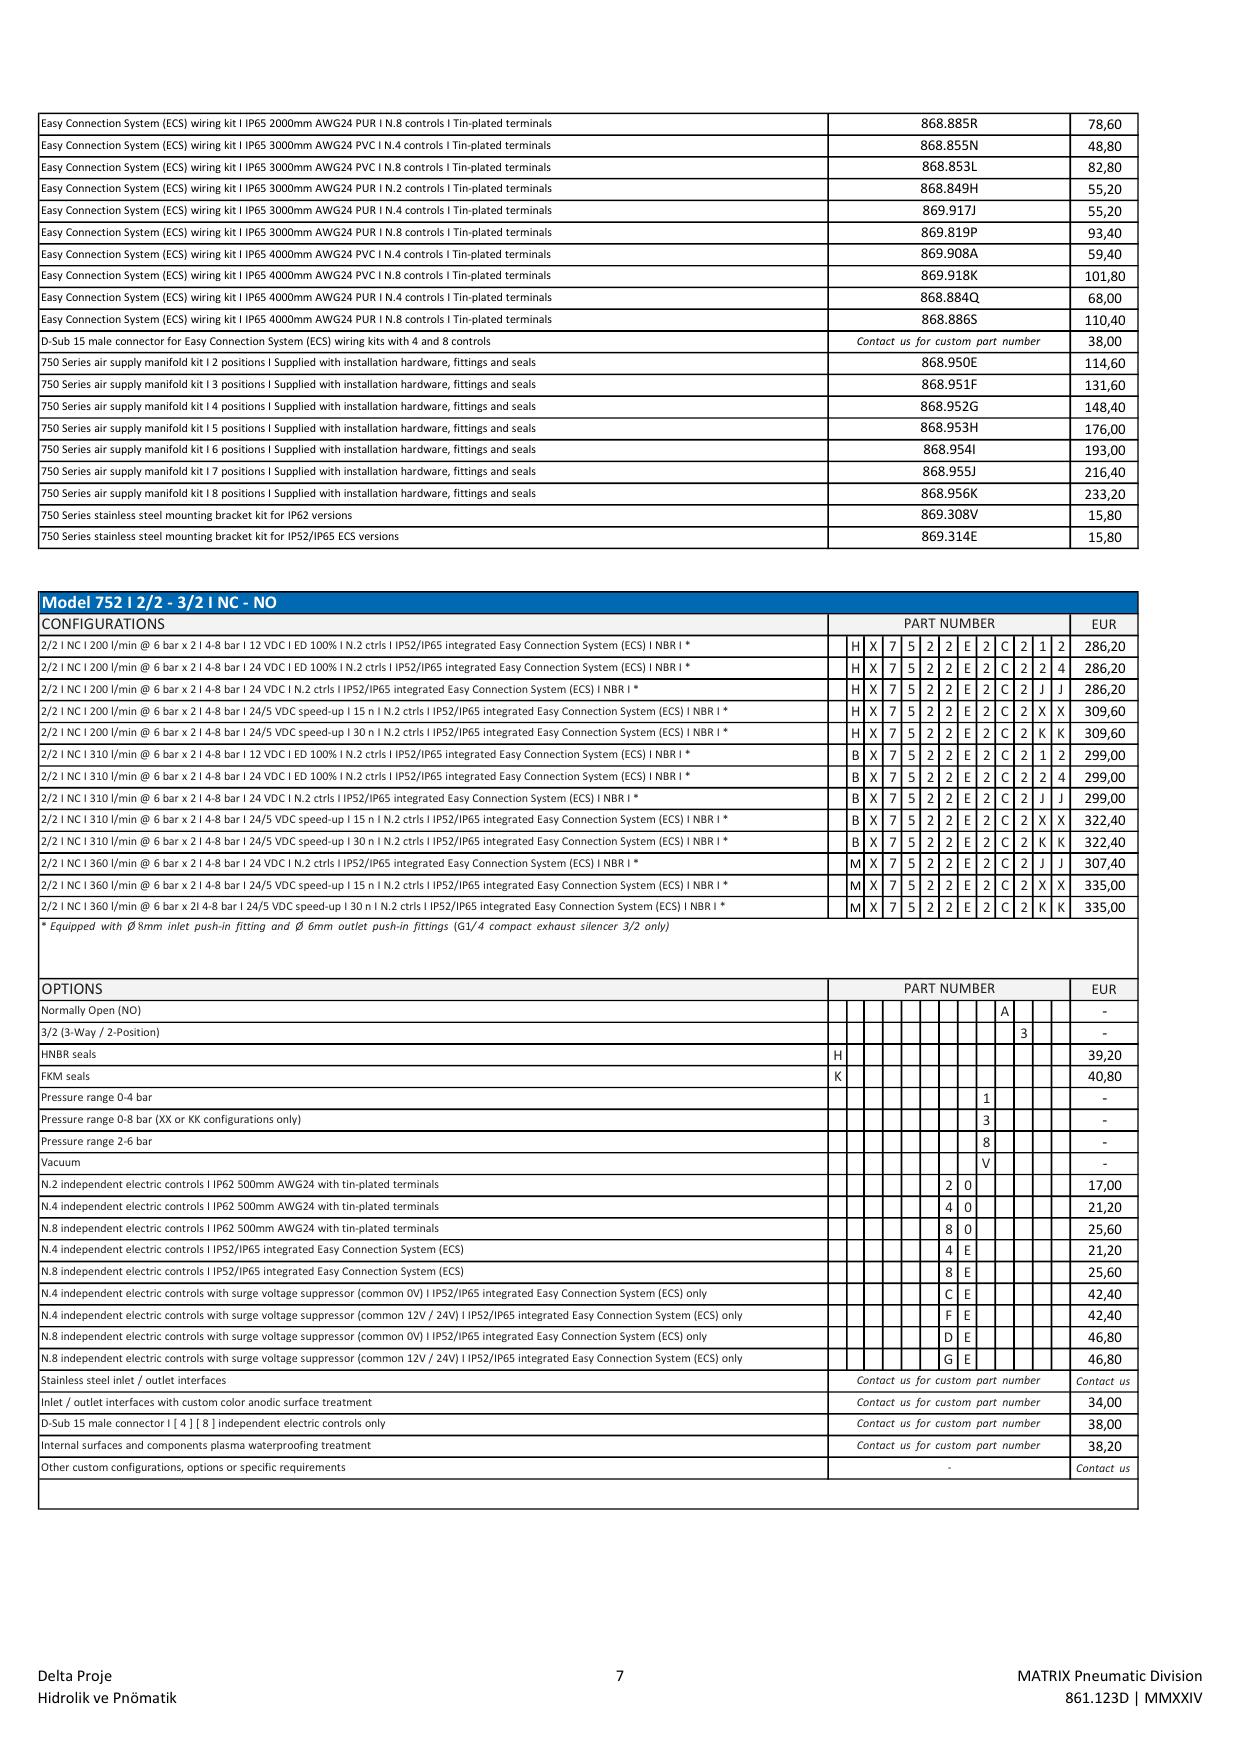 Easy Connection System (ECS) wiring kit I IP65 2000mm AWG24 PUR I N.8 controls I Tin-plated terminals 868.885R 78,60
Easy Connection System (ECS) wiring kit I IP65 3000mm AWG24 PVC I N.4 controls I Tin-plated terminals 868.855N 48,80
Easy Connection System (ECS) wiring kit I IP65 3000mm AWG24 PVC I N.8 controls I Tin-plated terminals 868.853L 82,80
Easy Connection System (ECS) wiring kit I IP65 3000mm AWG24 PUR I N.2 controls I Tin-plated terminals 868.849H 55,20
Easy Connection System (ECS) wiring kit I IP65 3000mm AWG24 PUR I N.4 controls I Tin-plated terminals 869.917J 55,20
Easy Connection System (ECS) wiring kit I IP65 3000mm AWG24 PUR I N.8 controls I Tin-plated terminals 869.819P 93,40
Easy Connection System (ECS) wiring kit I IP65 4000mm AWG24 PVC I N.4 controls I Tin-plated terminals 869.908A 59,40
Easy Connection System (ECS) wiring kit I IP65 4000mm AWG24 PVC I N.8 controls I Tin-plated terminals 869.918K 101,80
Easy Connection System (ECS) wiring kit I IP65 4000mm AWG24 PUR I N.4 controls I Tin-plated terminals 868.884Q 68,00
Easy Connection System (ECS) wiring kit I IP65 4000mm AWG24 PUR I N.8 controls I Tin-plated terminals 868.886S 110,40
D-Sub 15 male connector for Easy Connection System (ECS) wiring kits with 4 and 8 controls Contact us for custom part number 38,00
750 Series air supply manifold kit I 2 positions I Supplied with installation hardware, fittings and seals 868.950E 114,60
750 Series air supply manifold kit I 3 positions I Supplied with installation hardware, fittings and seals 868.951F 131,60
750 Series air supply manifold kit I 4 positions I Supplied with installation hardware, fittings and seals 868.952G 148,40
750 Series air supply manifold kit I 5 positions I Supplied with installation hardware, fittings and seals 868.953H 176,00
750 Series air supply manifold kit I 6 positions I Supplied with installation hardware, fittings and seals 868.954I 193,00
750 Series air supply manifold kit I 7 positions I Supplied with installation hardware, fittings and seals 868.955J 216,40
750 Series air supply manifold kit I 8 positions I Supplied with installation hardware, fittings and seals 868.956K 233,20
750 Series stainless steel mounting bracket kit for IP62 versions 869.308V 15,80
750 Series stainless steel mounting bracket kit for IP52/IP65 ECS versions 869.314E 15,80
Model 752 I 2/2 - 3/2 I NC - NO
CONFIGURATIONS PART NUMBER EUR
2/2 I NC I 200 l/min @ 6 bar x 2 I 4-8 bar I 12 VDC I ED 100% I N.2 ctrls I IP52/IP65 integrated Easy Connection System (ECS) I NBR I * H X 7 5 2 2 E 2 C 2 1 2 286,20
2/2 I NC I 200 l/min @ 6 bar x 2 I 4-8 bar I 24 VDC I ED 100% I N.2 ctrls I IP52/IP65 integrated Easy Connection System (ECS) I NBR I * H X 7 5 2 2 E 2 C 2 2 4 286,20
2/2 I NC I 200 l/min @ 6 bar x 2 I 4-8 bar I 24 VDC I N.2 ctrls I IP52/IP65 integrated Easy Connection System (ECS) I NBR I * H X 7 5 2 2 E 2 C 2 J J 286,20
2/2 I NC I 200 l/min @ 6 bar x 2 I 4-8 bar I 24/5 VDC speed-up I 15 n I N.2 ctrls I IP52/IP65 integrated Easy Connection System (ECS) I NBR I * H X 7 5 2 2 E 2 C 2 X X 309,60
2/2 I NC I 200 l/min @ 6 bar x 2 I 4-8 bar I 24/5 VDC speed-up I 30 n I N.2 ctrls I IP52/IP65 integrated Easy Connection System (ECS) I NBR I * H X 7 5 2 2 E 2 C 2 K K 309,60
2/2 I NC I 310 l/min @ 6 bar x 2 I 4-8 bar I 12 VDC I ED 100% I N.2 ctrls I IP52/IP65 integrated Easy Connection System (ECS) I NBR I * B X 7 5 2 2 E 2 C 2 1 2 299,00
2/2 I NC I 310 l/min @ 6 bar x 2 I 4-8 bar I 24 VDC I ED 100% I N.2 ctrls I IP52/IP65 integrated Easy Connection System (ECS) I NBR I * B X 7 5 2 2 E 2 C 2 2 4 299,00
2/2 I NC I 310 l/min @ 6 bar x 2 I 4-8 bar I 24 VDC I N.2 ctrls I IP52/IP65 integrated Easy Connection System (ECS) I NBR I * B X 7 5 2 2 E 2 C 2 J J 299,00
2/2 I NC I 310 l/min @ 6 bar x 2 I 4-8 bar I 24/5 VDC speed-up I 15 n I N.2 ctrls I IP52/IP65 integrated Easy Connection System (ECS) I NBR I * B X 7 5 2 2 E 2 C 2 X X 322,40
2/2 I NC I 310 l/min @ 6 bar x 2 I 4-8 bar I 24/5 VDC speed-up I 30 n I N.2 ctrls I IP52/IP65 integrated Easy Connection System (ECS) I NBR I * B X 7 5 2 2 E 2 C 2 K K 322,40
2/2 I NC I 360 l/min @ 6 bar x 2 I 4-8 bar I 24 VDC I N.2 ctrls I IP52/IP65 integrated Easy Connection System (ECS) I NBR I * M X 7 5 2 2 E 2 C 2 J J 307,40
2/2 I NC I 360 l/min @ 6 bar x 2 I 4-8 bar I 24/5 VDC speed-up I 15 n I N.2 ctrls I IP52/IP65 integrated Easy Connection System (ECS) I NBR I * M X 7 5 2 2 E 2 C 2 X X 335,00
2/2 I NC I 360 l/min @ 6 bar x 2I 4-8 bar I 24/5 VDC speed-up I 30 n I N.2 ctrls I IP52/IP65 integrated Easy Connection System (ECS) I NBR I * M X 7 5 2 2 E 2 C 2 K K 335,00
* Equipped with Ø 8mm inlet push-in fitting and Ø 6mm outlet push-in fittings (G1/4 compact exhaust silencer 3/2 only)
OPTIONS PART NUMBER EUR
Normally Open (NO) A -
3/2 (3-Way / 2-Position) 3 -
HNBR seals H 39,20
FKM seals K 40,80
Pressure range 0-4 bar 1 -
Pressure range 0-8 bar (XX or KK configurations only) 3 -
Pressure range 2-6 bar 8 -
Vacuum V -
N.2 independent electric controls I IP62 500mm AWG24 with tin-plated terminals 2 0 17,00
N.4 independent electric controls I IP62 500mm AWG24 with tin-plated terminals 4 0 21,20
N.8 independent electric controls I IP62 500mm AWG24 with tin-plated terminals 8 0 25,60
N.4 independent electric controls I IP52/IP65 integrated Easy Connection System (ECS) 4 E 21,20
N.8 independent electric controls I IP52/IP65 integrated Easy Connection System (ECS) 8 E 25,60
N.4 independent electric controls with surge voltage suppressor (common 0V) I IP52/IP65 integrated Easy Connection System (ECS) only C E 42,40
N.4 independent electric controls with surge voltage suppressor (common 12V / 24V) I IP52/IP65 integrated Easy Connection System (ECS) only F E 42,40
N.8 independent electric controls with surge voltage suppressor (common 0V) I IP52/IP65 integrated Easy Connection System (ECS) only D E 46,80
N.8 independent electric controls with surge voltage suppressor (common 12V / 24V) I IP52/IP65 integrated Easy Connection System (ECS) only G E 46,80
Stainless steel inlet / outlet interfaces Contact us for custom part number Contact us
Inlet / outlet interfaces with custom color anodic surface treatment Contact us for custom part number 34,00
D-Sub 15 male connector I [ 4 ] [ 8 ] independent electric controls only Contact us for custom part number 38,00
Internal surfaces and components plasma waterproofing treatment Contact us for custom part number 38,20
Other custom configurations, options or specific requirements - Contact us
Delta Proje 7 MATRIX Pneumatic Division
Hidrolik ve Pnömatik 861.123D | MMXXIV